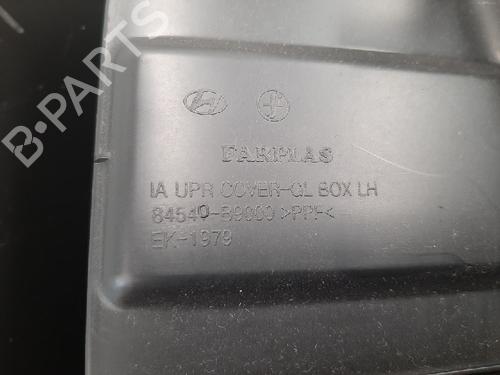 B-PARTS
FARPLAS
IA UPR COVER-GL BOX LH
84540-B9000 >PPF<
EK-1979